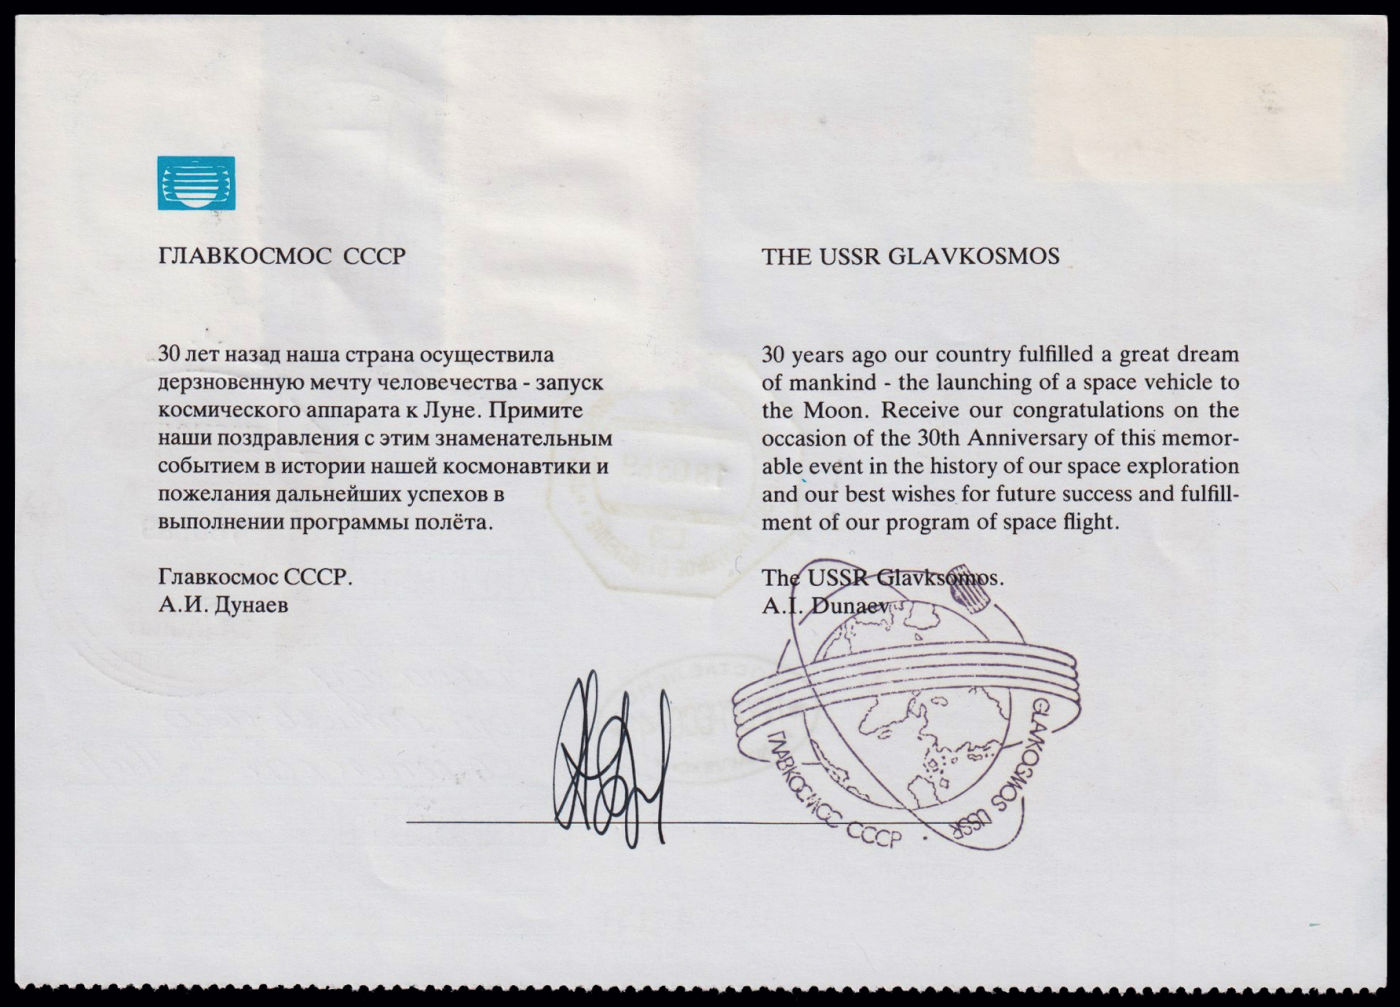 ГЛАВКОСМОС СССР
30 лет назад наша страна осуществила
дерзновенную мечту человечества - запуск
космического аппарата к Луне. Примите
наши поздравления с этим знаменательным
событием в истории нашей космонавтики и
пожелания дальнейших успехов в
выполнении программы полёта.
Главкосмос СССР.
А.И. Дунаев
THE USSR GLAVKOSMOS
30 years ago our country fulfilled a great dream
of mankind - the launching of a space vehicle to
the Moon. Receive our congratulations on the
occasion of the 30th Anniversary of this memor-
able event in the history of our space exploration
and our best wishes for future success and fulfill-
ment of our program of space flight.
The USSR Glavksomos.
A.I. Dunaev
ГЛАВКОСМОС СССР
GLAVKOSMOS USSR